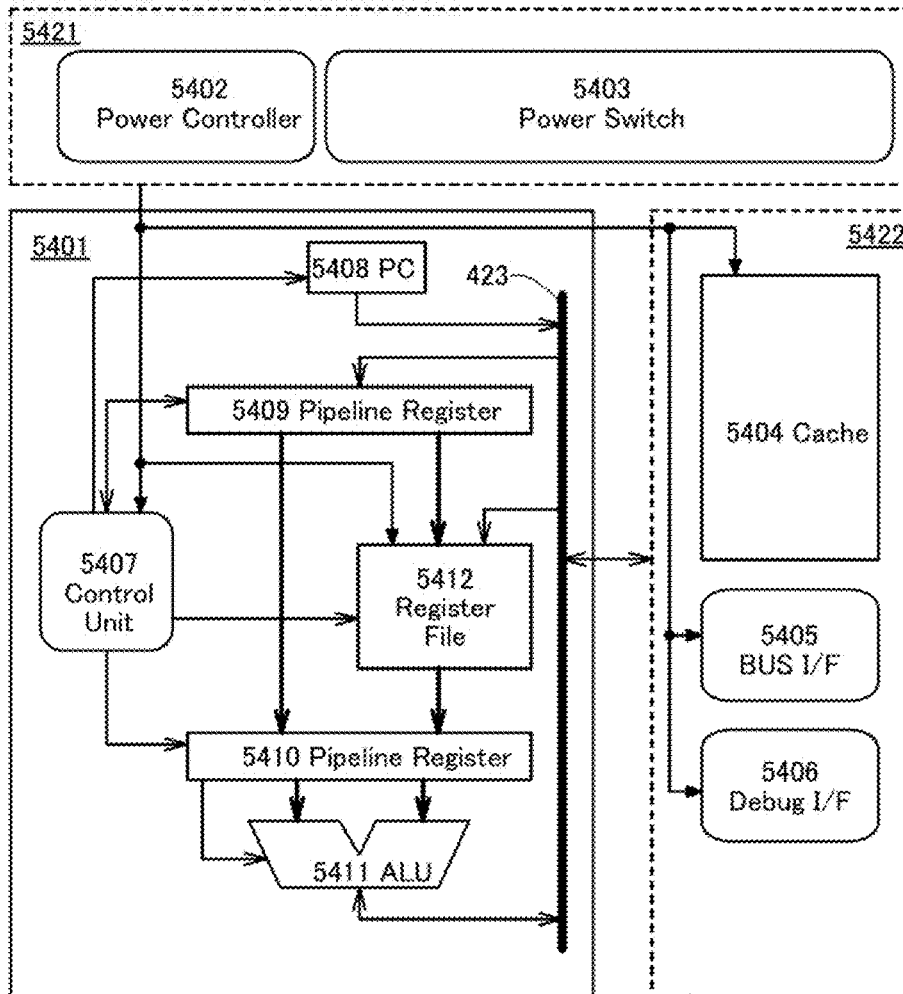 5421
5402
Power Controller
5403
Power Switch
5401
5422
5408 PC
423
5409 Pipeline Register
5404 Cache
5407
Control
Unit
5412
Register
File
5405
BUS I/F
5410 Pipeline Register
5406
Debug I/F
5411 ALU